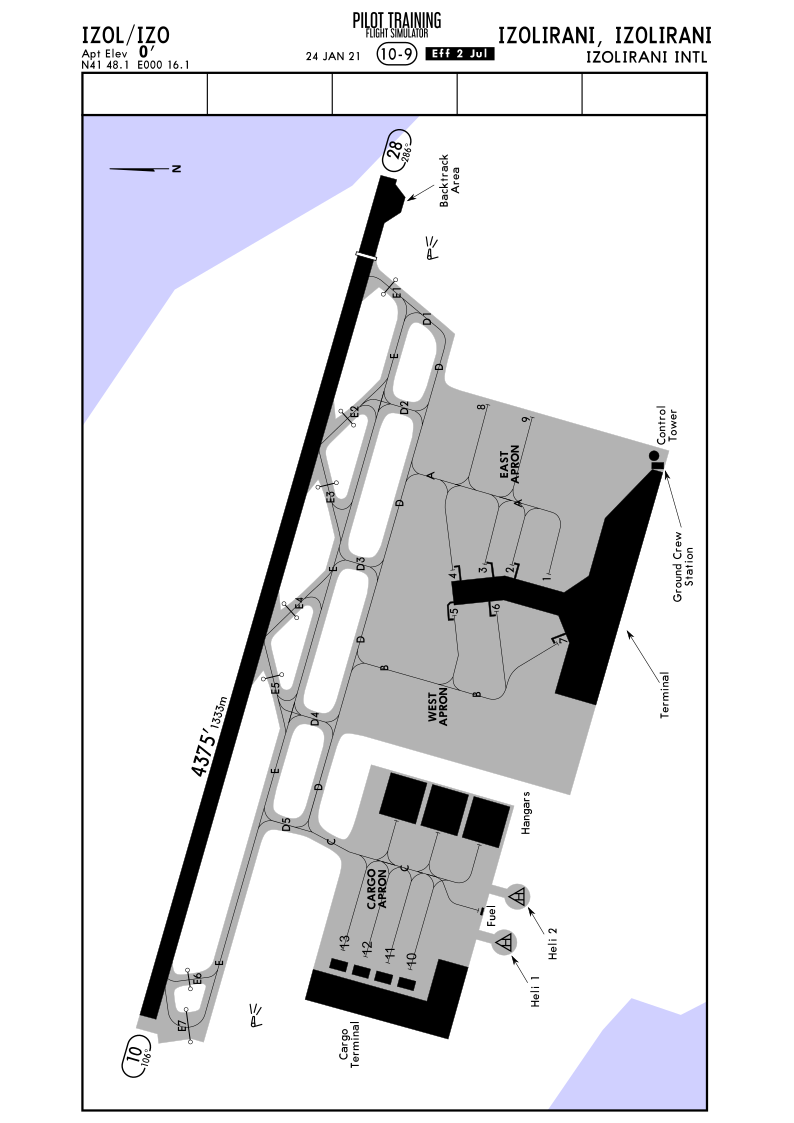 IZOL/IZO
Apt Elev 0'
N41 48.1 E000 16.1
PILOT TRAINING
FLIGHT SIMULATOR
24 JAN 21 10-9 Eff 2 Jul
IZOLIRANI, IZOLIRANI
IZOLIRANI INTL
N
28
286°
Backtrack
Area
E1
D1
E
D
E2
D2
8
9
EAST
APRON
A
A
Control
Tower
Ground Crew
Station
E3
D
E
D3
4
3
2
1
5
6
7
E4
D
B
B
WEST
APRON
Terminal
E5
D4
4375' 1333m
E
D
D5
C
C
Hangars
CARGO
APRON
Fuel
H
Heli 2
H
Heli 1
13
12
11
10
Cargo
Terminal
E
E6
E7
10
106°